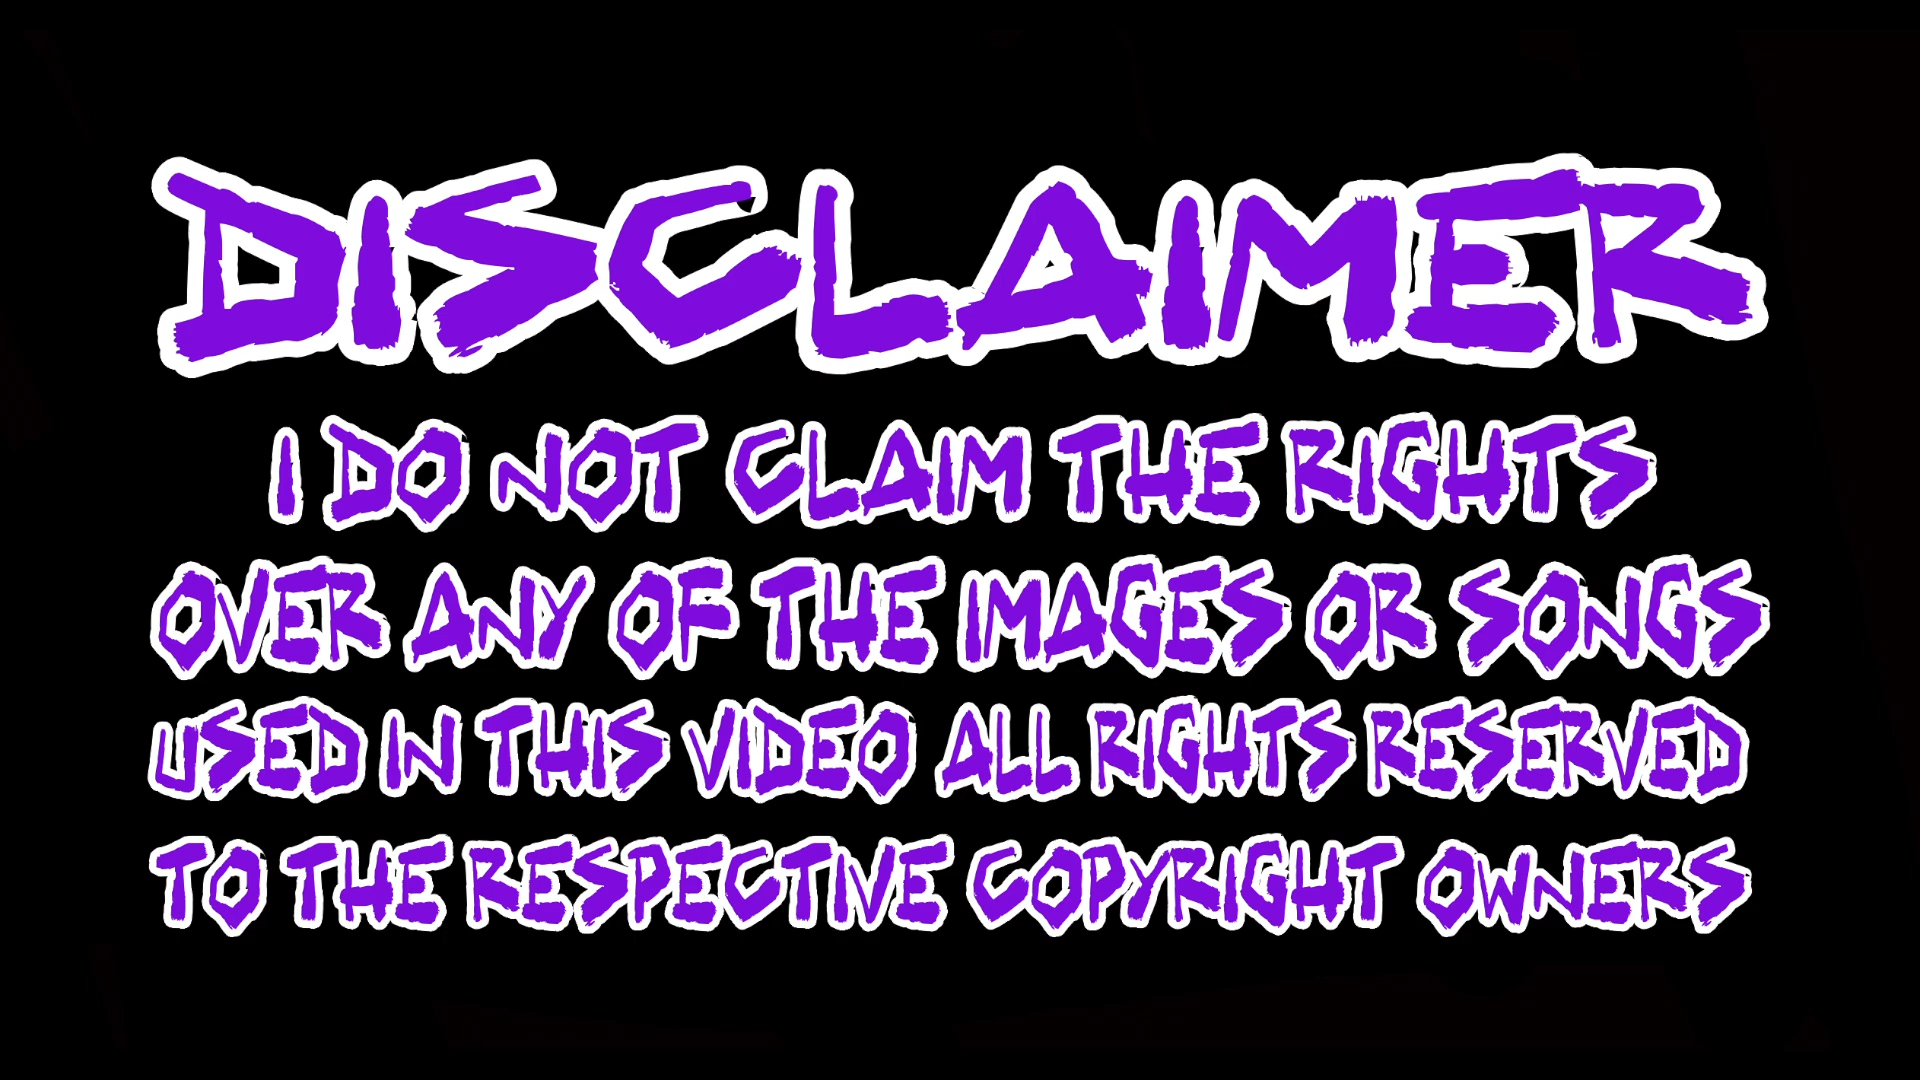 DISCLAIMER
I DO NOT CLAIM THE RIGHTS
OVER ANY OF THE IMAGES OR SONGS
USED IN THIS VIDEO ALL RIGHTS RESERVED
TO THE RESPECTIVE COPYRIGHT OWNERS